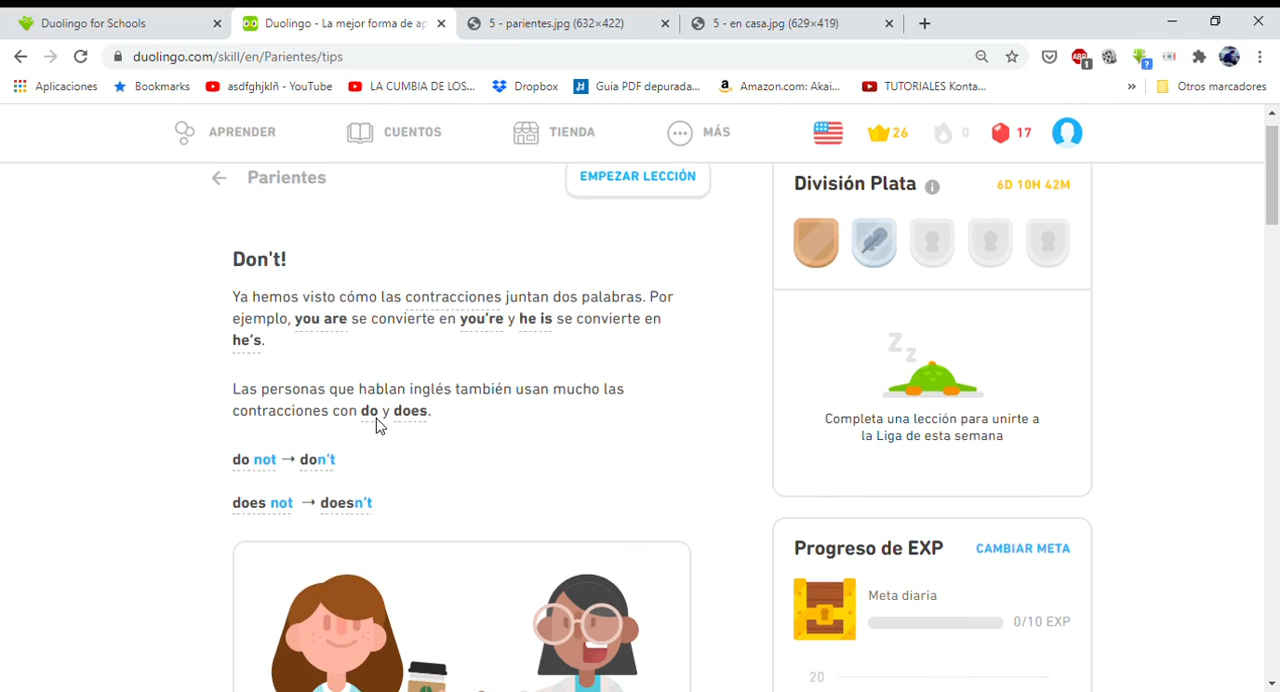 Duolingo for Schools
Duolingo - La mejor forma de ap
5 - parientes.jpg (632×422)
5 - en casa.jpg (629×419)
duolingo.com/skill/en/Parientes/tips
ABP
1
?
Aplicaciones
Bookmarks
asdfghjklñ - YouTube
LA CUMBIA DE LOS...
Dropbox
Guia PDF depurada...
Amazon.com: Akai...
TUTORIALES Konta...
»
Otros marcadores
APRENDER
CUENTOS
TIENDA
MÁS
26
0
17
Parientes
EMPEZAR LECCIÓN
Don't!
Ya hemos visto cómo las contracciones juntan dos palabras. Por
ejemplo, you are se convierte en you're y he is se convierte en
he's.
Las personas que hablan inglés también usan mucho las
contracciones con do y does.
do not → don't
does not → doesn't
División Plata
6D 10H 42M
Z z
Completa una lección para unirte a
la Liga de esta semana
Progreso de EXP
CAMBIAR META
Meta diaria
0/10 EXP
20